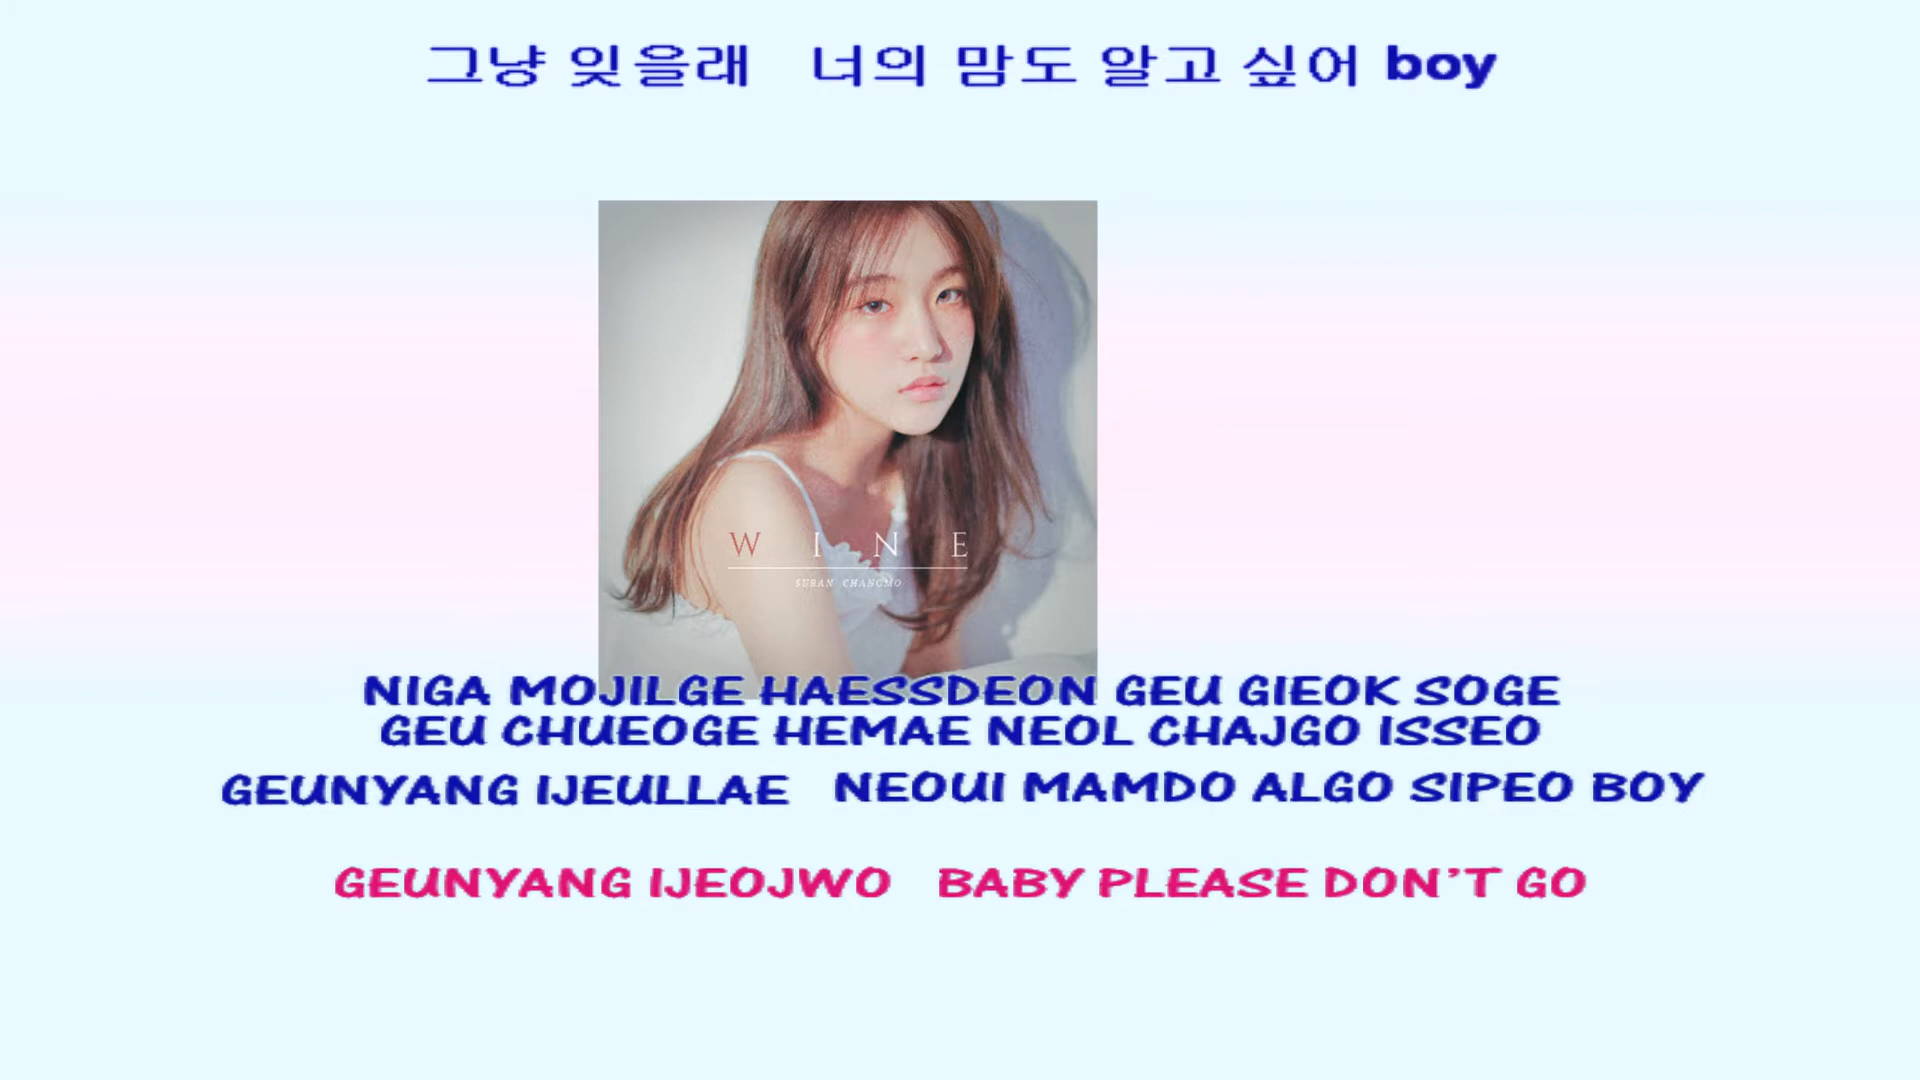 그냥 잊을래 너의 맘도 알고 싶어 boy
W I N E
SURAN CHANGMO
NIGA MOJILGE HAESSDEON GEU GIEOK SOGE
GEU CHUEOGE HEMAE NEOL CHAJGO ISSEO
GEUNYANG IJEULLAE NEOUI MAMDO ALGO SIPEO BOY
GEUNYANG IJEOJWO BABY PLEASE DON'T GO